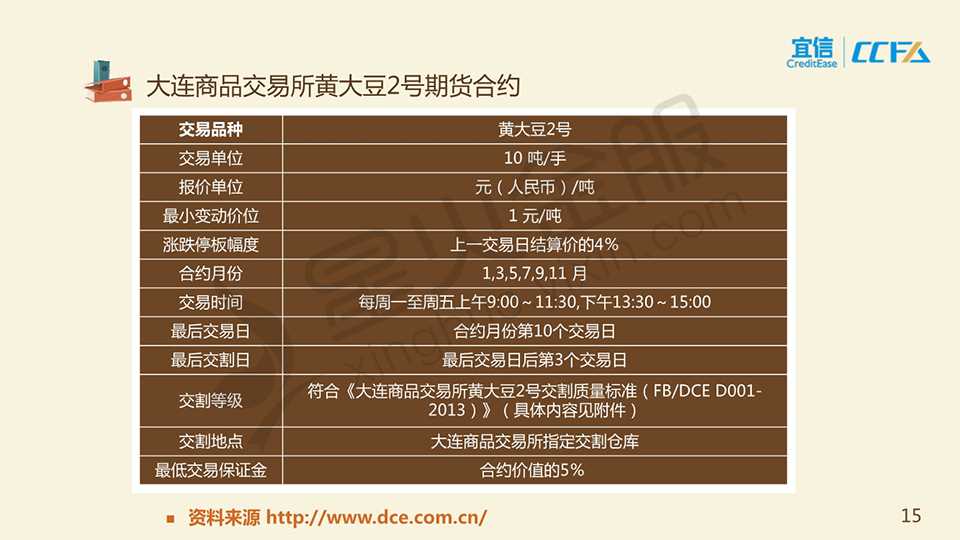 宜信
CreditEase
CCFA
大连商品交易所黄大豆2号期货合约
交易品种 黄大豆2号
交易单位 10 吨/手
报价单位 元（人民币）/吨
最小变动价位 1 元/吨
涨跌停板幅度 上一交易日结算价的4%
合约月份 1,3,5,7,9,11 月
交易时间 每周一至周五上午9:00～11:30,下午13:30～15:00
最后交易日 合约月份第10个交易日
最后交割日 最后交易日后第3个交易日
交割等级 符合《大连商品交易所黄大豆2号交割质量标准（FB/DCE D001-
2013）》（具体内容见附件）
交割地点 大连商品交易所指定交割仓库
最低交易保证金 合约价值的5%
星火金服
xinghuo.yixin.com
▪ 资料来源 http://www.dce.com.cn/
15